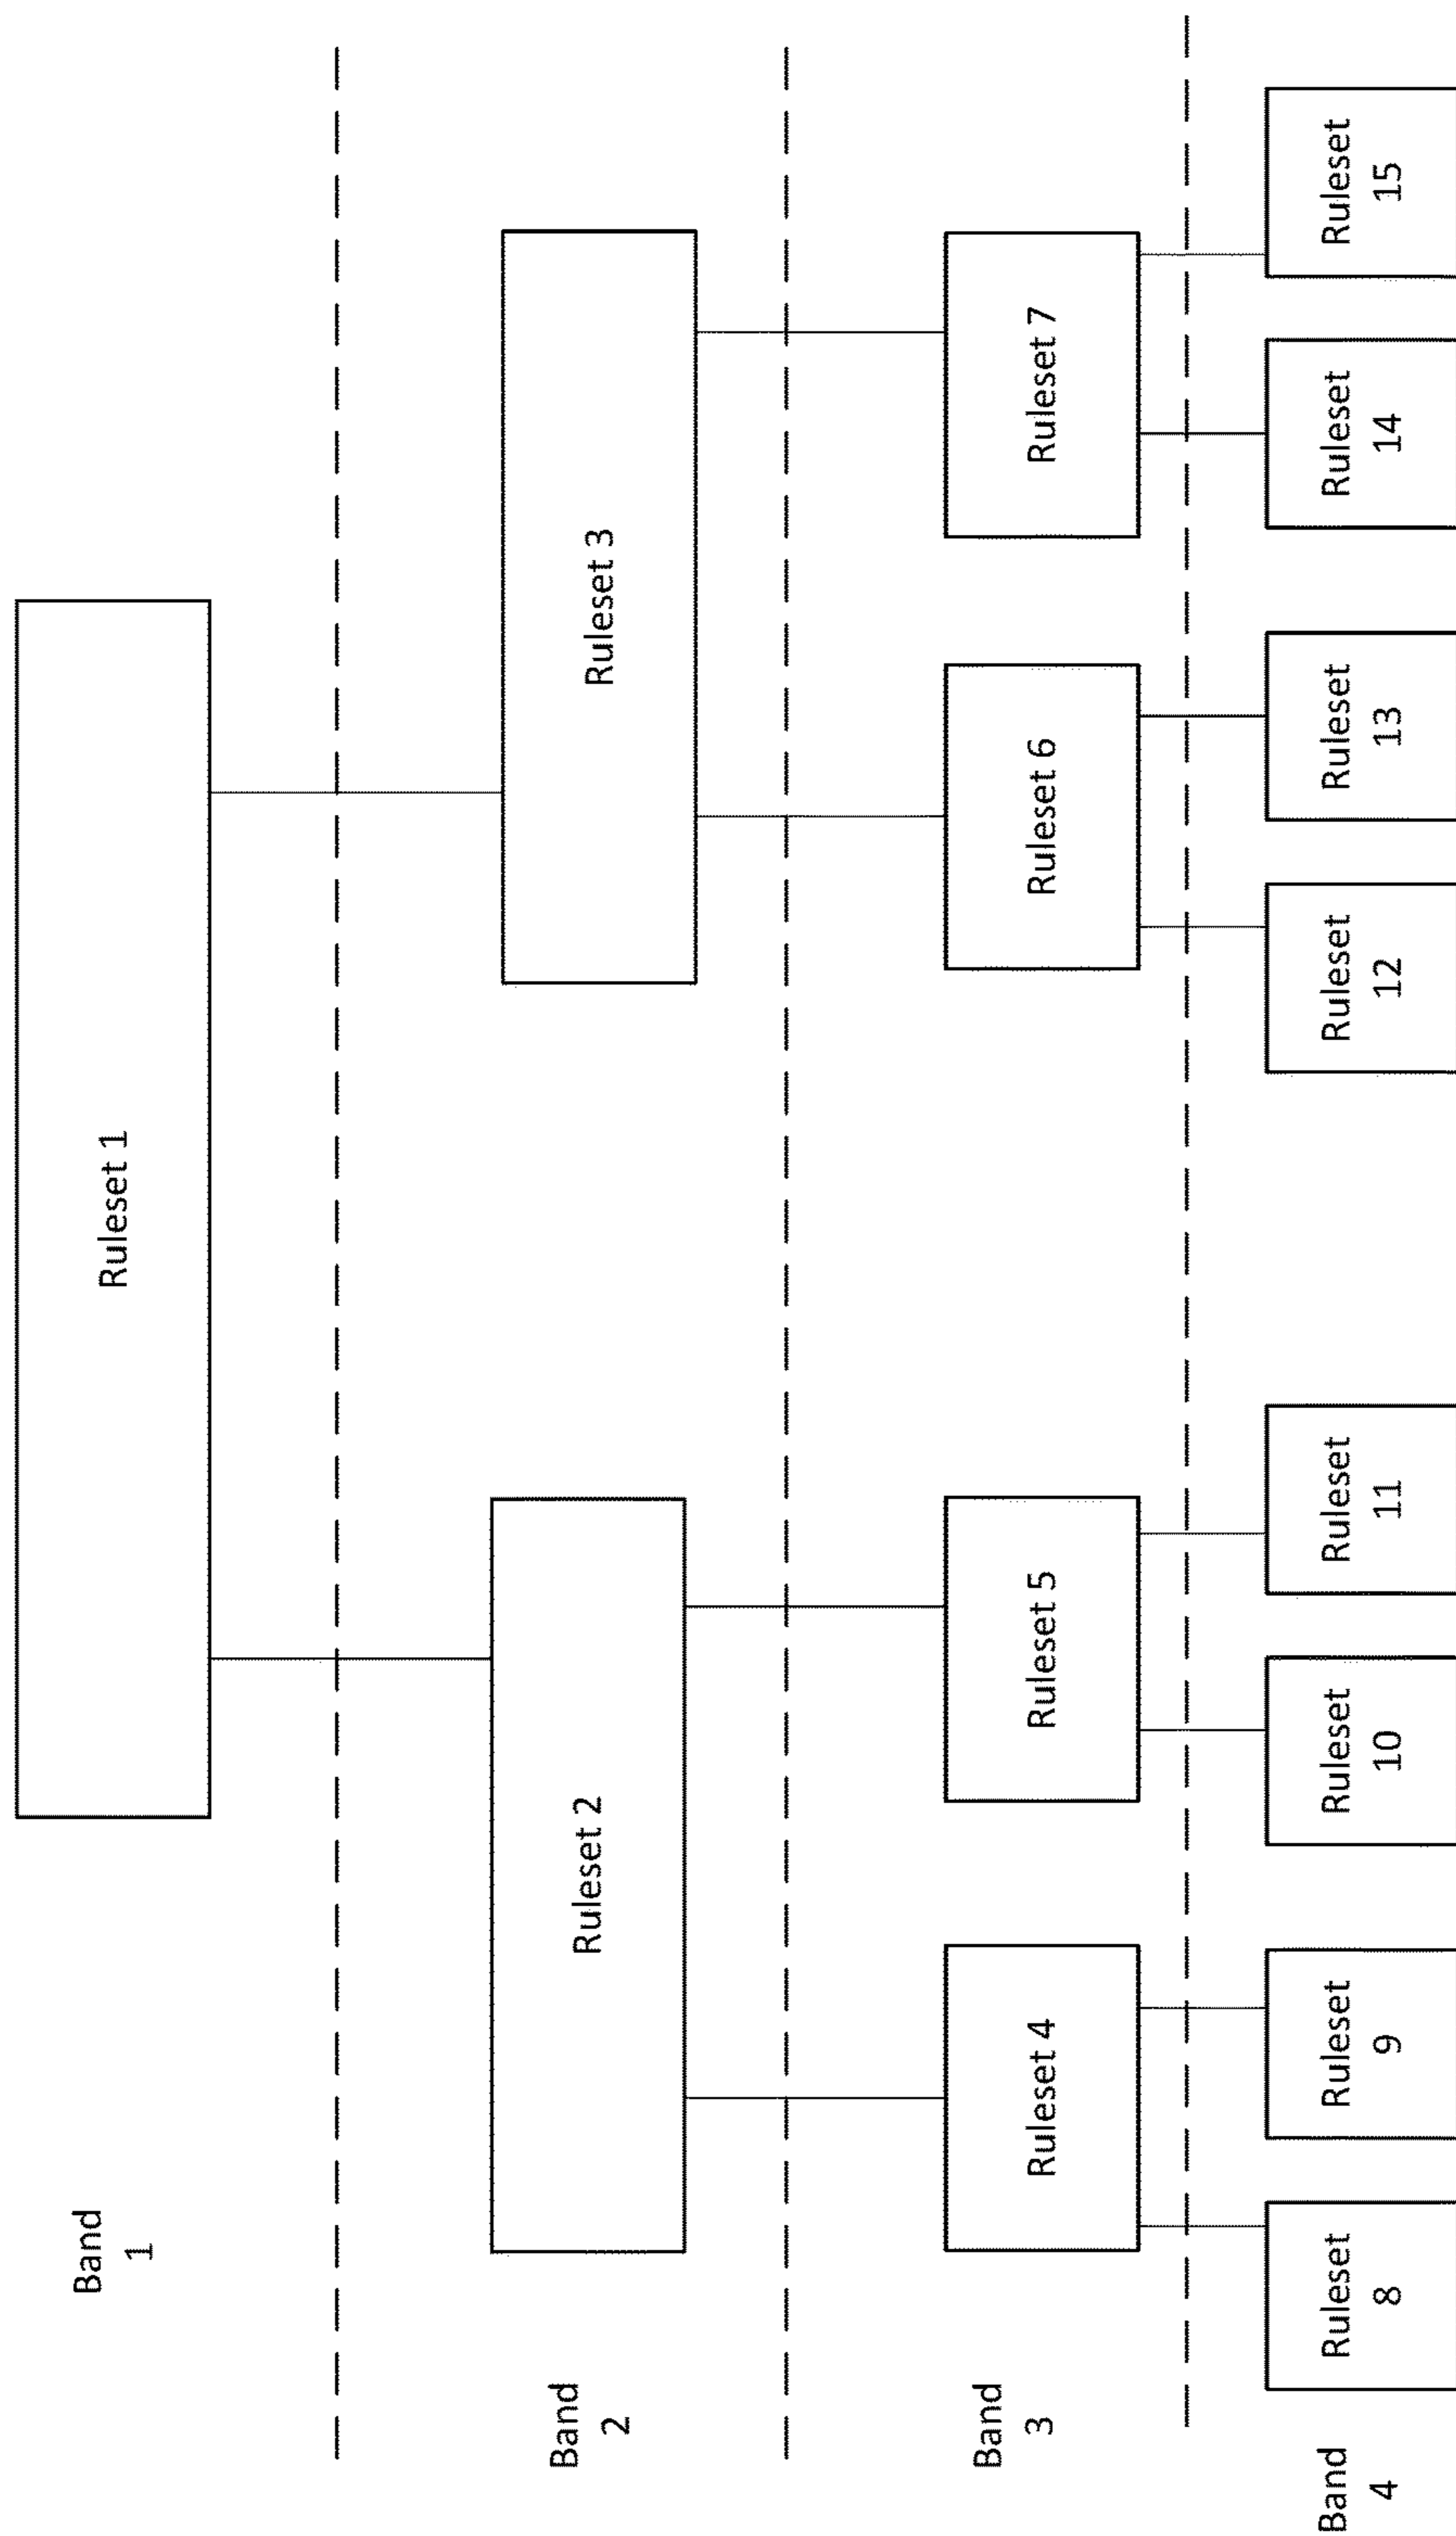 Band
1
Ruleset 1
Band
2
Ruleset 2
Ruleset 3
Band
3
Ruleset 4
Ruleset 5
Ruleset 6
Ruleset 7
Band
4
Ruleset
8
Ruleset
9
Ruleset
10
Ruleset
11
Ruleset
12
Ruleset
13
Ruleset
14
Ruleset
15